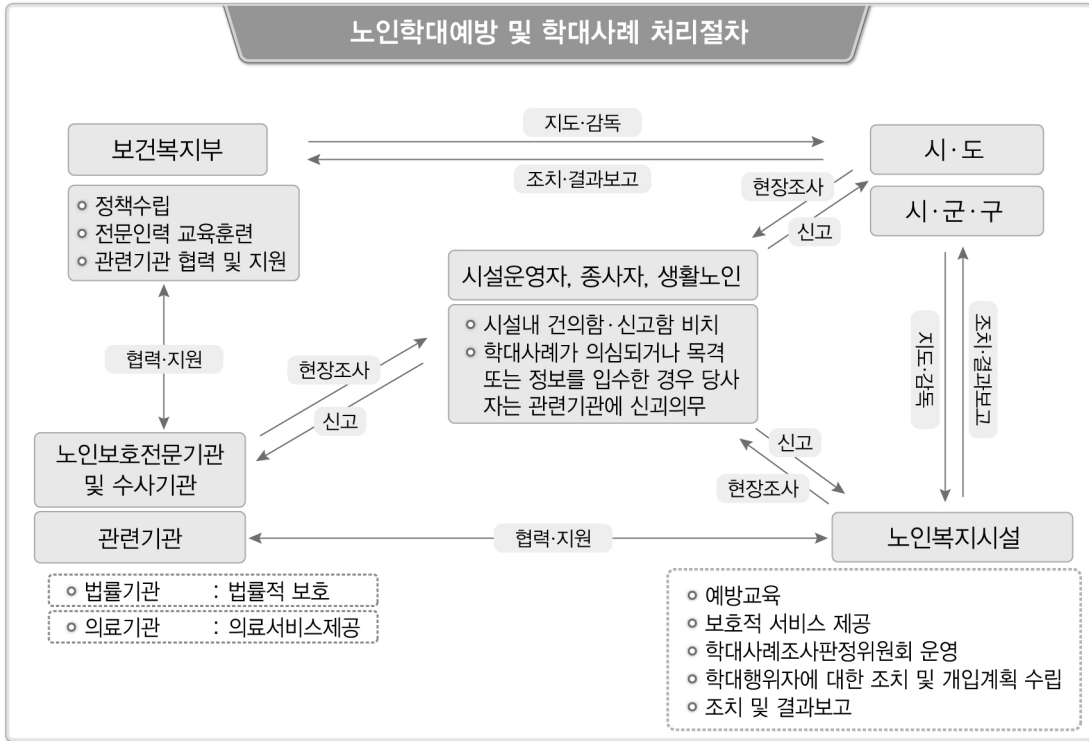 노인학대예방 및 학대사례 처리절차
보건복지부
정책수립
전문인력 교육훈련
관련기관 협력 및 지원
지도·감독
조치·결과보고
시·도
시·군·구
현장조사
신고
시설운영자, 종사자, 생활노인
시설내 건의함·신고함 비치
학대사례가 의심되거나 목격
또는 정보를 입수한 경우 당사
자는 관련기관에 신괴의무
협력·지원
현장조사
신고
지도·감독
조치·결과보고
노인보호전문기관
및 수사기관
관련기관
신고
현장조사
협력·지원
노인복지시설
법률기관 : 법률적 보호
의료기관 : 의료서비스제공
예방교육
보호적 서비스 제공
학대사례조사판정위원회 운영
학대행위자에 대한 조치 및 개입계획 수립
조치 및 결과보고